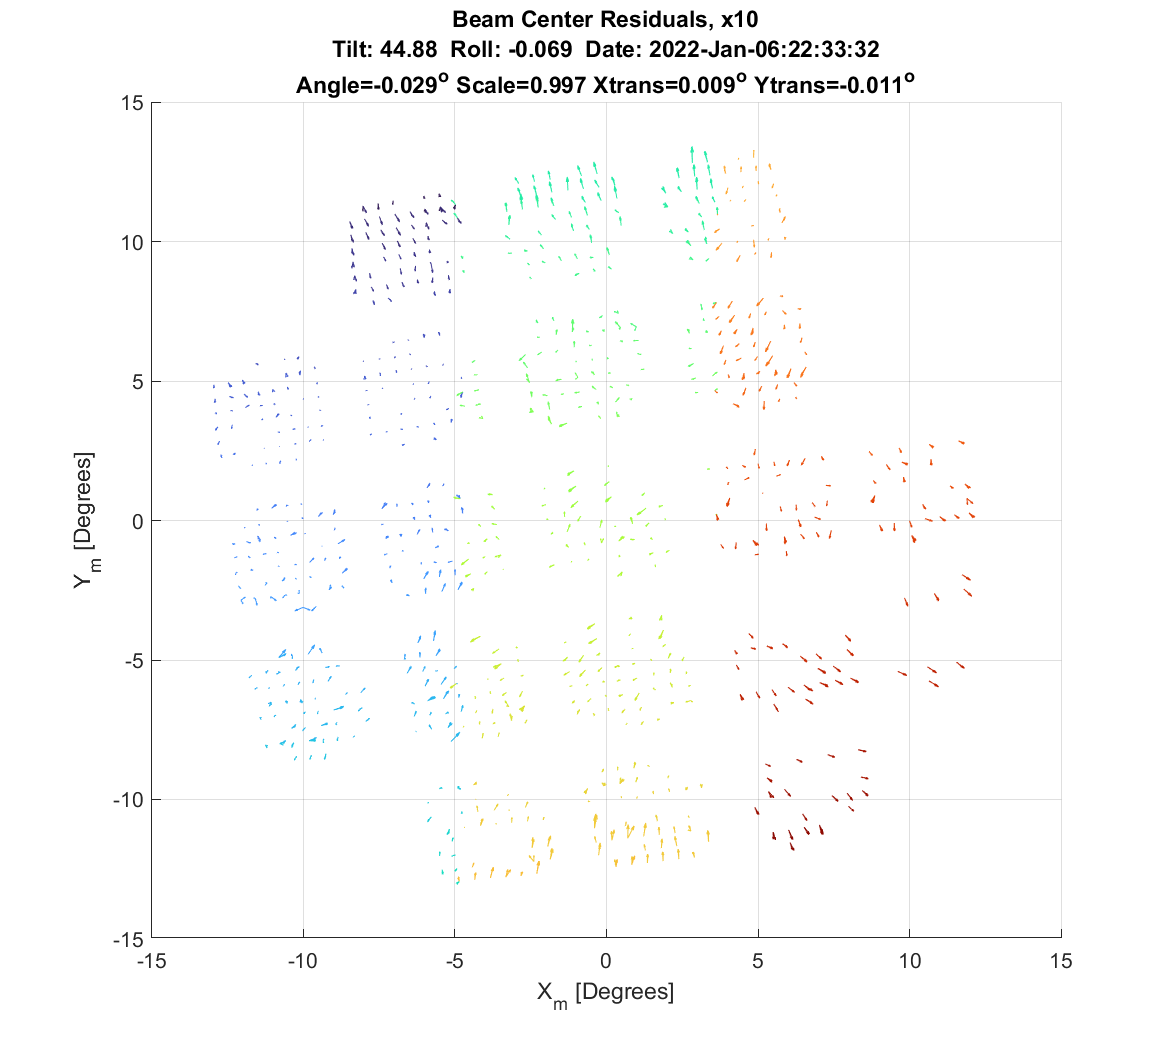 Beam Center Residuals, x10
Tilt: 44.88 Roll: -0.069 Date: 2022-Jan-06:22:33:32
Angle=-0.029° Scale=0.997 Xtrans=0.009° Ytrans=-0.011°
15
10
5
0
-5
-10
-15
Y_m [Degrees]
-15 -10 -5 0 5 10 15
X_m [Degrees]